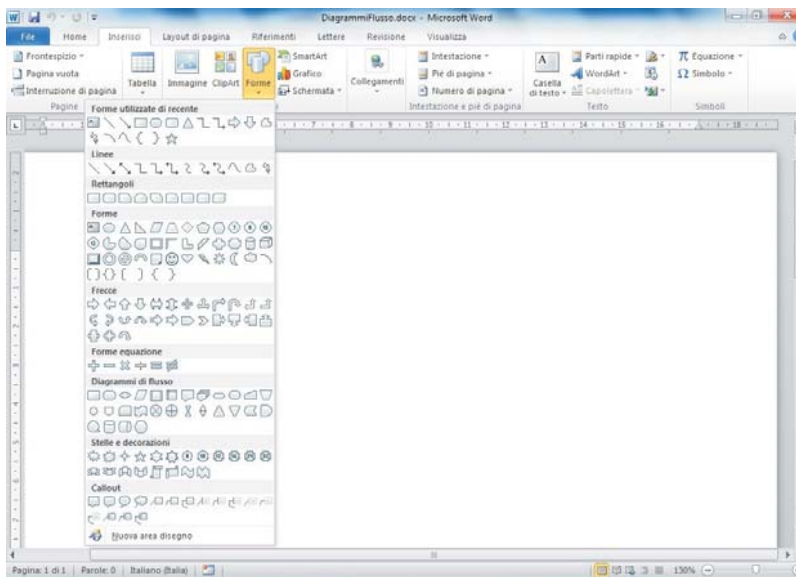 DiagrammiFlusso.docx - Microsoft Word
File Home Inserisci Layout di pagina Riferimenti Lettere Revisione Visualizza
Frontespizio
Pagina vuota
Interruzione di pagina
Pagine
Tabella
Immagine
ClipArt
Forme
SmartArt
Grafico
Schermata
Collegamenti
Intestazione
Piè di pagina
Numero di pagina
Intestazione e piè di pagina
Casella
di testo
Parti rapide
WordArt
Capolettera
Testo
Equazione
Simbolo
Simboli
Forme utilizzate di recente
Linee
Rettangoli
Forme
Frecce
Forme equazione
Diagrammi di flusso
Stelle e decorazioni
Callout
Nuova area disegno
Pagina: 1 di 1 Parole: 0 Italiano (Italia) 130%